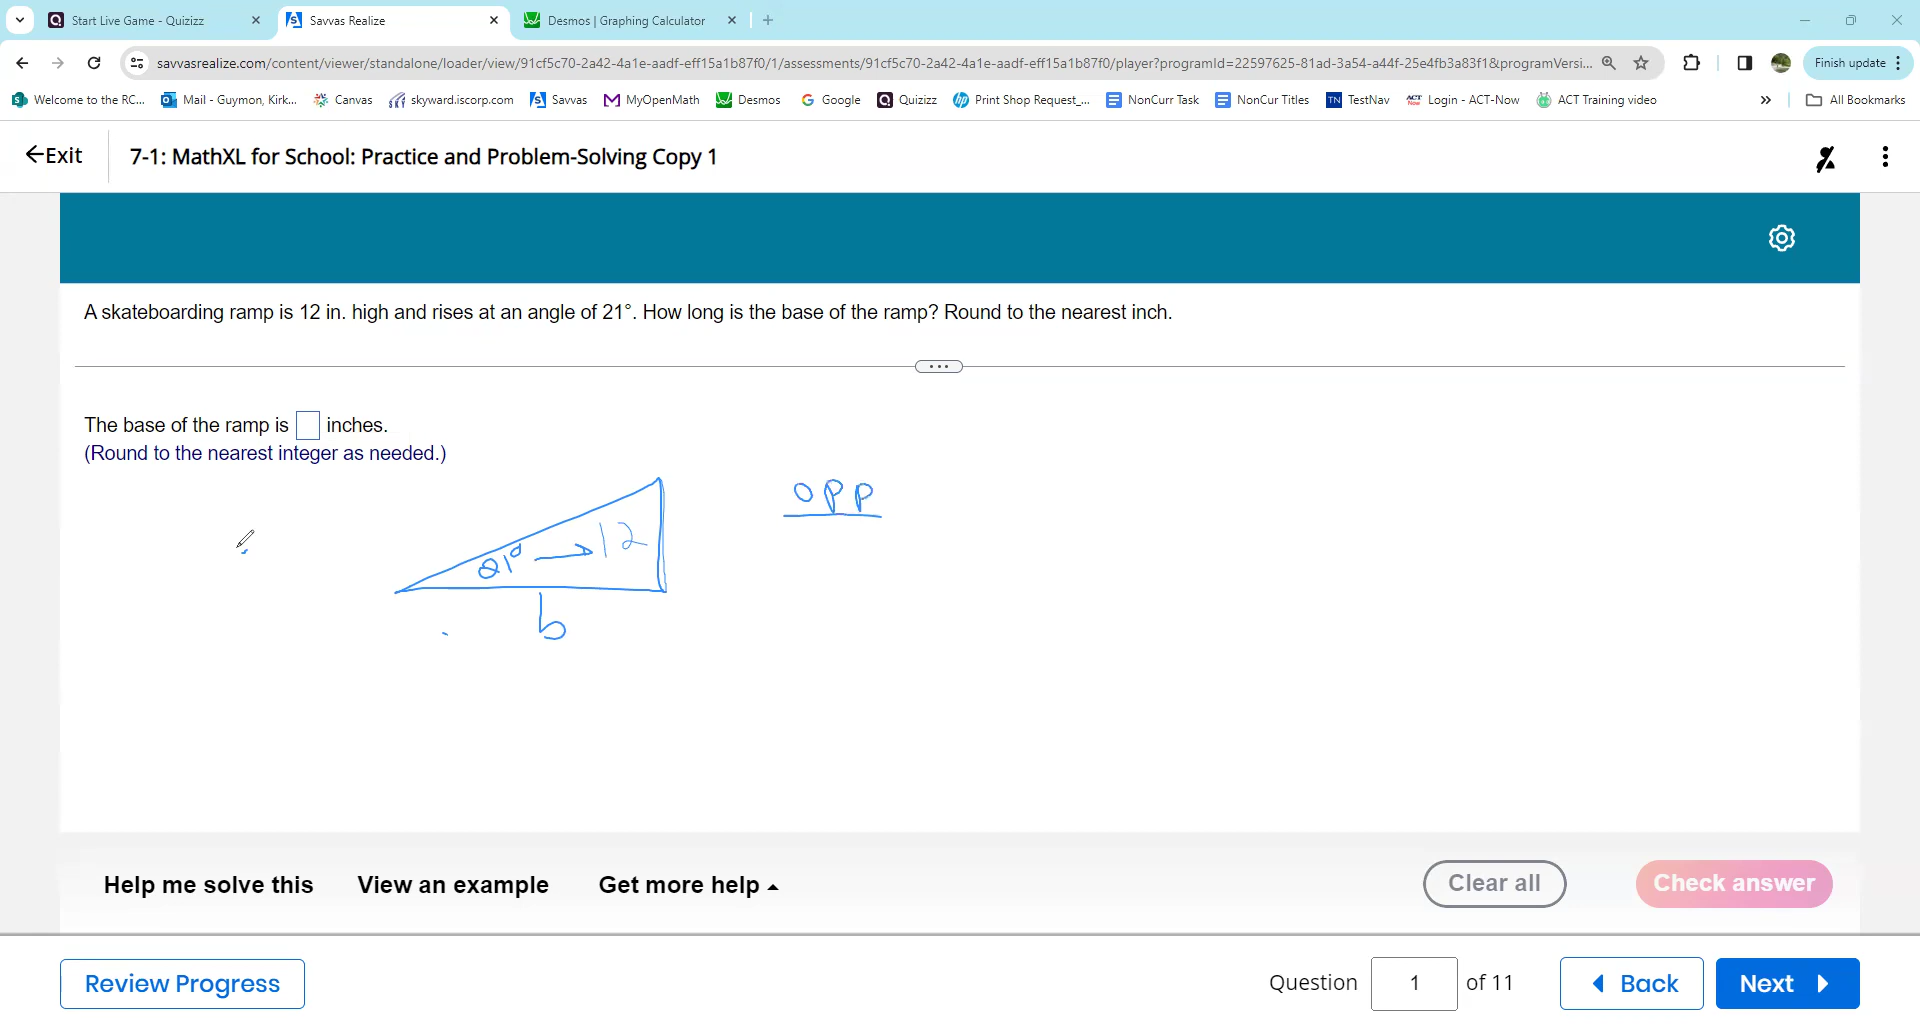 Start Live Game - Quizizz
Savvas Realize
Desmos | Graphing Calculator
savvasrealize.com/content/viewer/standalone/loader/view/91cf5c70-2a42-4a1e-aadf-eff15a1b87f0/1/assessments/91cf5c70-2a42-4a1e-aadf-eff15a1b87f0/player?programId=22597625-81ad-3a54-a44f-25e4fb3a83f1&programVersi...
Finish update
Welcome to the RC...
Mail - Guymon, Kirk...
Canvas
skyward.iscorp.com
Savvas
MyOpenMath
Desmos
Google
Quizizz
Print Shop Request_...
NonCurr Task
NonCur Titles
TestNav
Login - ACT-Now
ACT Training video
All Bookmarks
Exit
7-1: MathXL for School: Practice and Problem-Solving Copy 1
A skateboarding ramp is 12 in. high and rises at an angle of 21°. How long is the base of the ramp? Round to the nearest inch.
The base of the ramp is inches.
(Round to the nearest integer as needed.)
opp
21° 12
b
Help me solve this
View an example
Get more help
Clear all
Check answer
Review Progress
Question 1 of 11
Back
Next